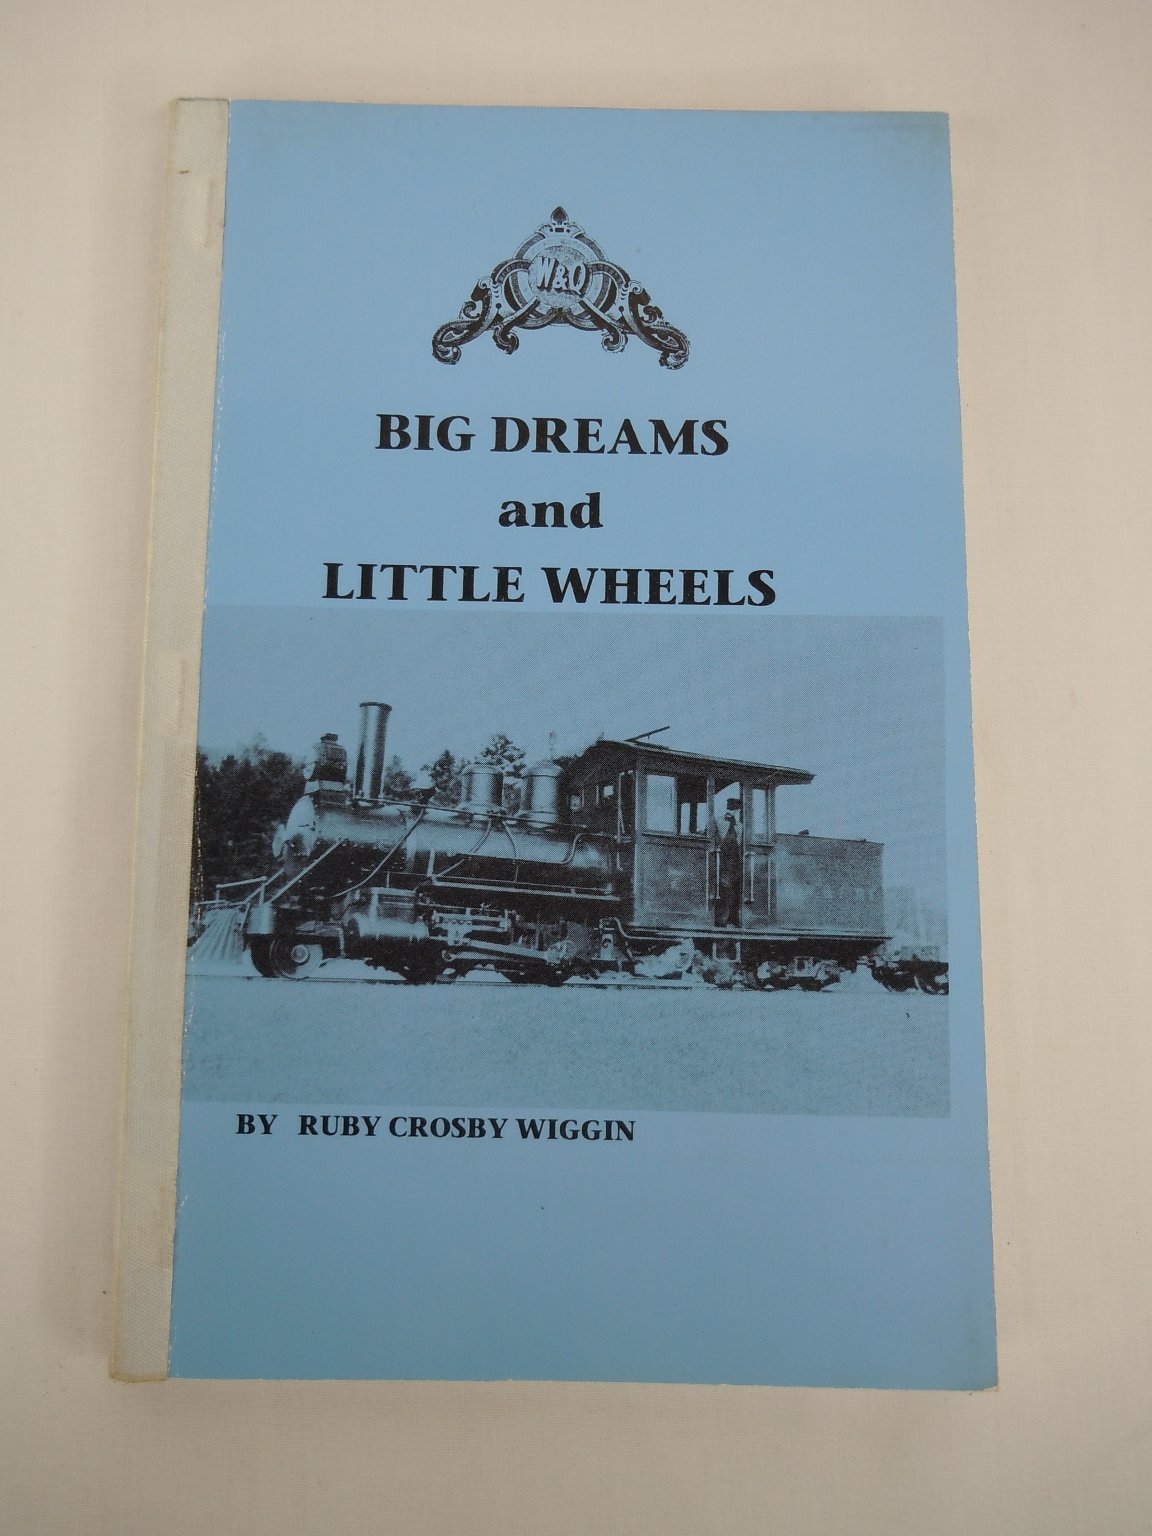 W&Q
BIG DREAMS
and
LITTLE WHEELS
BY RUBY CROSBY WIGGIN